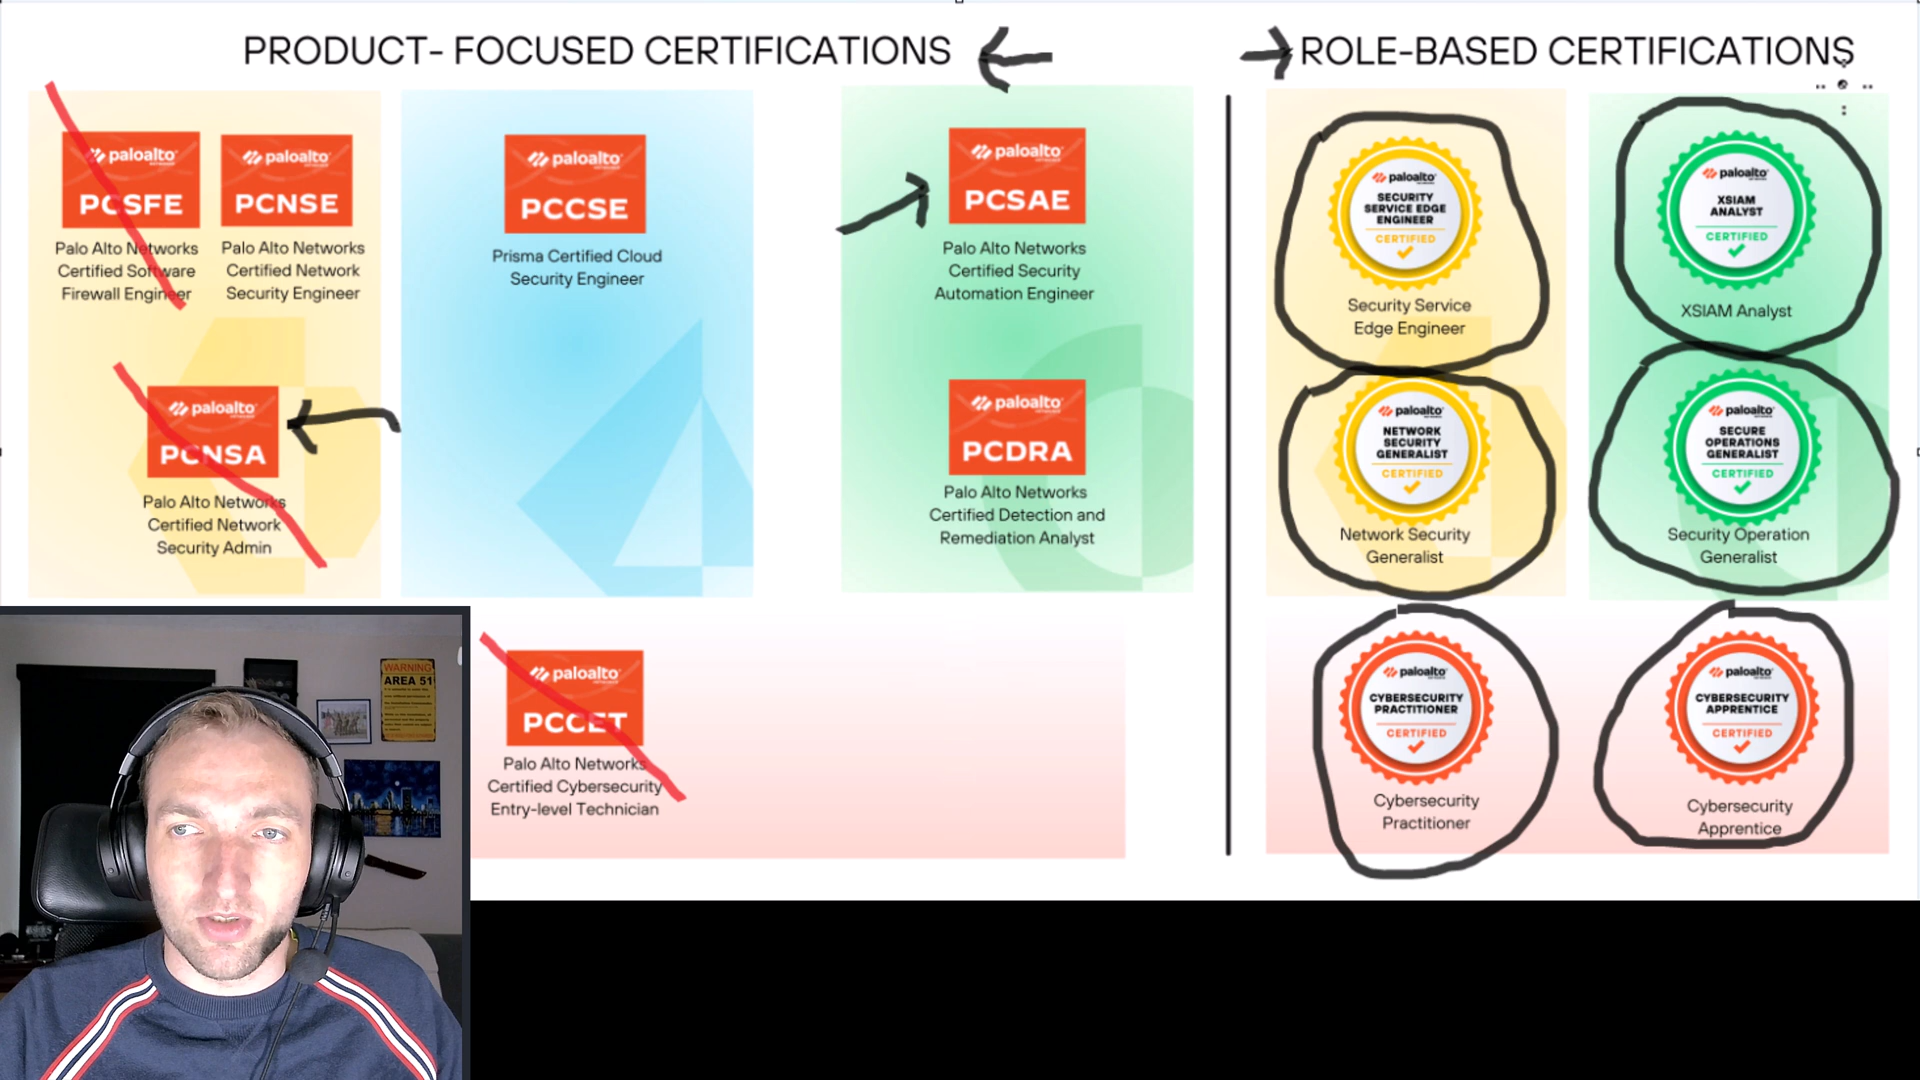 PRODUCT- FOCUSED CERTIFICATIONS
ROLE-BASED CERTIFICATIONS
paloalto
PCSFE
Palo Alto Networks
Certified Software
Firewall Engineer
paloalto
PCNSE
Palo Alto Networks
Certified Network
Security Engineer
paloalto
PCNSA
Palo Alto Networks
Certified Network
Security Admin
paloalto
PCCSE
Prisma Certified Cloud
Security Engineer
paloalto
PCSAE
Palo Alto Networks
Certified Security
Automation Engineer
paloalto
PCDRA
Palo Alto Networks
Certified Detection and
Remediation Analyst
paloalto
PCCET
Palo Alto Networks
Certified Cybersecurity
Entry-level Technician
paloalto
SECURITY
SERVICE EDGE
ENGINEER
CERTIFIED
Security Service
Edge Engineer
paloalto
XSIAM
ANALYST
CERTIFIED
XSIAM Analyst
paloalto
NETWORK
SECURITY
GENERALIST
CERTIFIED
Network Security
Generalist
paloalto
SECURE
OPERATIONS
GENERALIST
CERTIFIED
Security Operation
Generalist
paloalto
CYBERSECURITY
PRACTITIONER
CERTIFIED
Cybersecurity
Practitioner
paloalto
CYBERSECURITY
APPRENTICE
CERTIFIED
Cybersecurity
Apprentice
WARNING
AREA 51